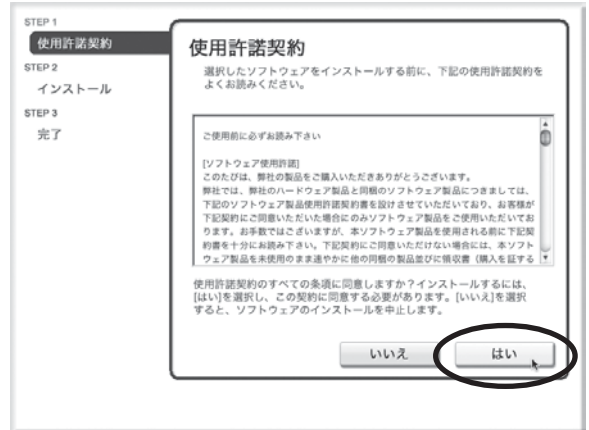 STEP 1
使用許諾契約
STEP 2
インストール
STEP 3
完了
使用許諾契約
選択したソフトウェアをインストールする前に、下記の使用許諾契約を
よくお読みください。
ご使用前に必ずお読み下さい
[ソフトウェア使用許諾]
このたびは、弊社の製品をご購入いただきありがとうございます。
弊社では、弊社のハードウェア製品と同梱のソフトウェア製品につきましては、
下記のソフトウェア製品使用許諾契約書を設けさせていただいており、お客様が
下記契約にご同意いただいた場合にのみソフトウェア製品をご使用いただいてお
ります。お手数ではございますが、本ソフトウェア製品を使用される前に下記契
約書を十分にお読み下さい。下記契約にご同意いただけない場合には、本ソフト
ウェア製品を未使用のまま速やかに他の同梱の製品並びに領収書（購入を証する
使用許諾契約のすべての条項に同意しますか？インストールするには、
[はい]を選択し、この契約に同意する必要があります。[いいえ]を選択
すると、ソフトウェアのインストールを中止します。
いいえ
はい